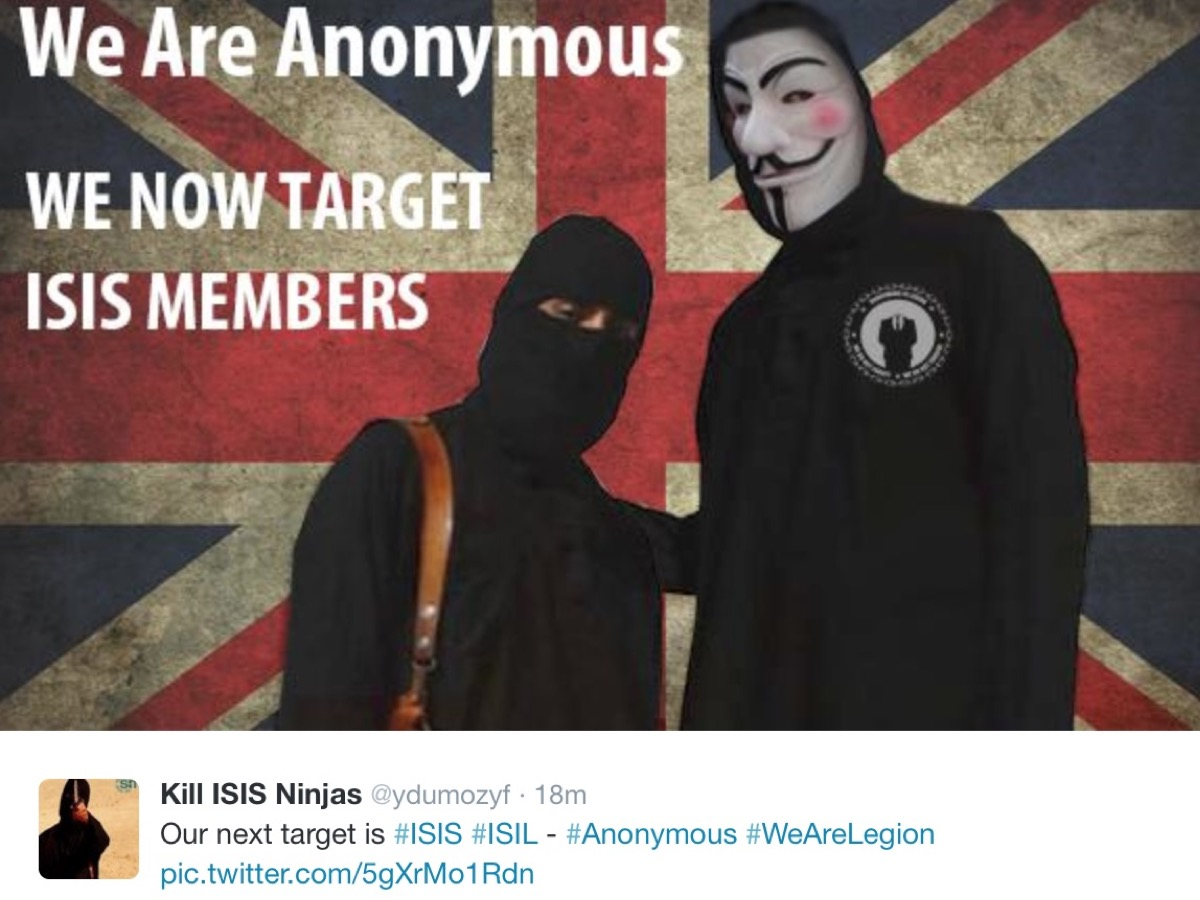 We Are Anonymous
WE NOW TARGET
ISIS MEMBERS
Kill ISIS Ninjas @ydumozyf · 18m
Our next target is #ISIS #ISIL - #Anonymous #WeAreLegion
pic.twitter.com/5gXrMo1Rdn